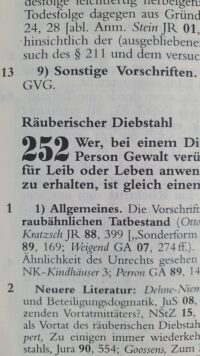 desfolge leichtfertig herbeigef
Todesfolge dagegen aus Gründ
24, 28 [abl. Anm. Stein JR 01,
hinsichtlich der (ausgebliebene
such des § 211 und dem versuc
13 9) Sonstige Vorschriften.
GVG.
Räuberischer Diebstahl
252 Wer, bei einem Di
Person Gewalt verü
für Leib oder Leben anwen
zu erhalten, ist gleich einen
1 1) Allgemeines. Die Vorschrift
raubähnlichen Tatbestand (Otto
Kratzsch JR 88, 399 [„Sonderform
89, 169; Weigend GA 07, 274 ff.).
Ähnlichkeit des Unrechts gesehen
NK-Kindhäuser 3; Perron GA 89, 14
2 Neuere Literatur: Dehne-Niem
und Beteiligungsdogmatik, JuS 08,
zenden Vortatmittäters?, NStZ 15,
als Vortat des räuberischen Diebstah
pert, Zu einigen immer wiederkeh
stahls, Jura 90, 554; Goossens, Zum